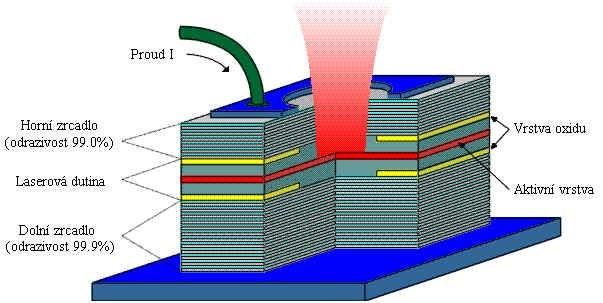 Proud I
Horní zrcadlo
(odrazivost 99.0%)
Laserová dutina
Dolní zrcadlo
(odrazivost 99.9%)
Vrstva oxidu
Aktivní vrstva